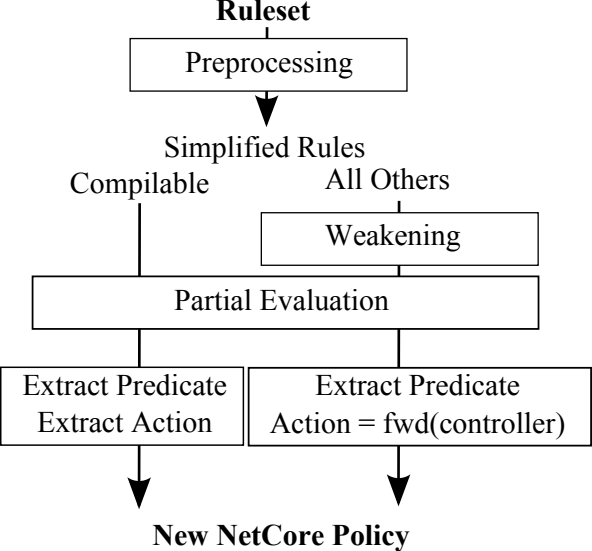 Ruleset
Preprocessing
Simplified Rules
Compilable
All Others
Weakening
Partial Evaluation
Extract Predicate
Extract Action
Extract Predicate
Action = fwd(controller)
New NetCore Policy